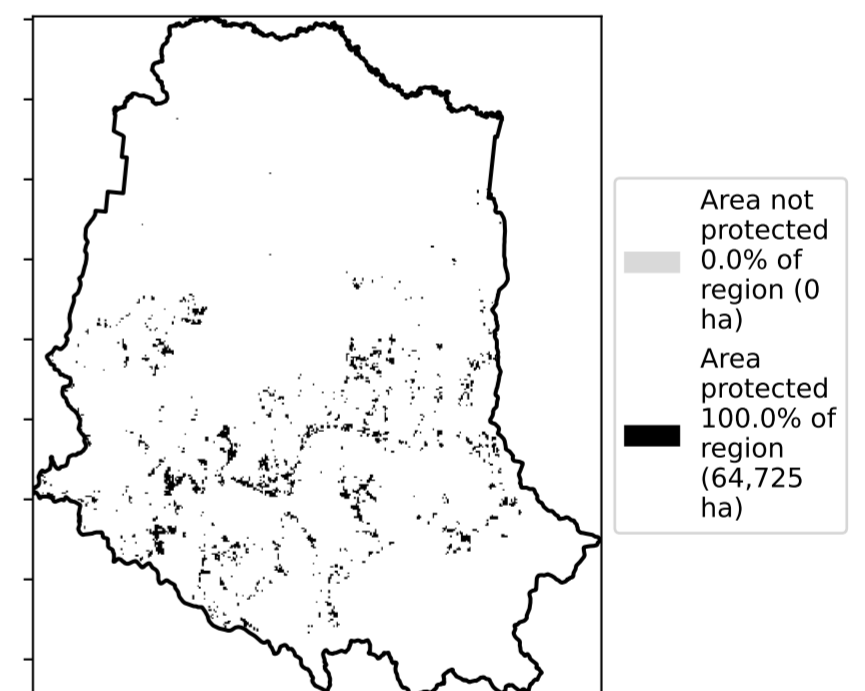 Area not
protected
0.0% of
region (0
ha)
Area
protected
100.0% of
region
(64,725
ha)